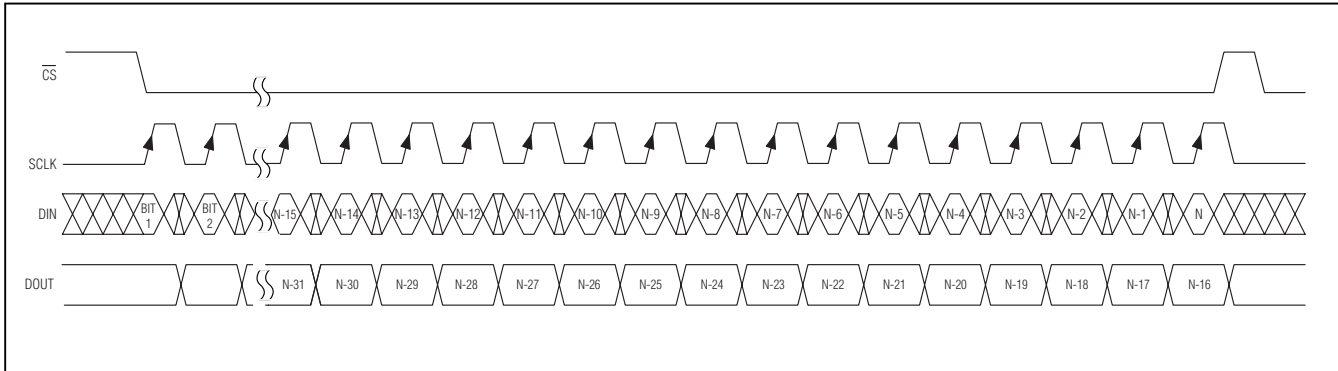 CS
SCLK
DIN BIT 1 BIT 2 N-15 N-14 N-13 N-12 N-11 N-10 N-9 N-8 N-7 N-6 N-5 N-4 N-3 N-2 N-1 N
DOUT N-31 N-30 N-29 N-28 N-27 N-26 N-25 N-24 N-23 N-22 N-21 N-20 N-19 N-18 N-17 N-16